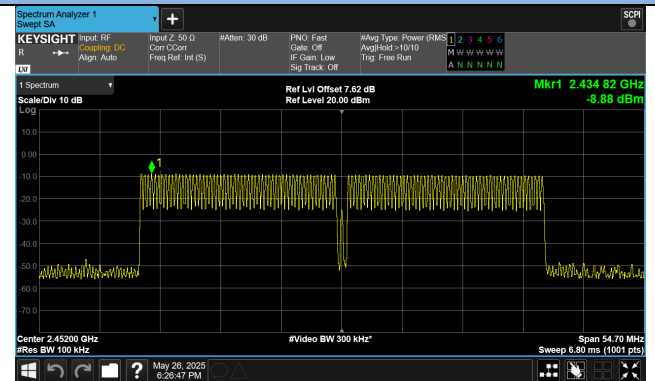 Spectrum Analyzer 1
Swept SA
+
SCPI
KEYSIGHT Input: RF Input Z: 50 Ω #Atten: 30 dB PNO: Fast #Avg Type: Power (RMS 1 2 3 4 5 6
R Coupling: DC Corr CCorr Gate: Off Avg|Hold:>10/10 M W W W W W
Align: Auto Freq Ref: Int (S) IF Gain: Low Trig: Free Run
LXI Sig Track: Off A N N N N N
1 Spectrum Ref Lvl Offset 7.62 dB Mkr1 2.434 82 GHz
Scale/Div 10 dB Ref Level 20.00 dBm -8.88 dBm
Log
10.0
1
0.00
-10.0
-20.0
-30.0
-40.0
-50.0
-60.0
-70.0
Center 2.45200 GHz #Video BW 300 kHz* Span 54.70 MHz
#Res BW 100 kHz Sweep 6.80 ms (1001 pts)
? May 26, 2025
6:26:47 PM